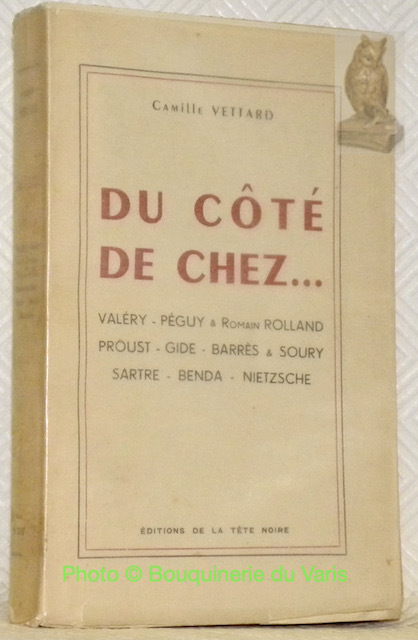 Camille VETTARD
DU CÔTÉ
DE CHEZ...
VALÉRY - PÉGUY & ROMAIN ROLLAND
PROUST - GIDE - BARRÈS & SOURY
SARTRE - BENDA - NIETZSCHE
ÉDITIONS DE LA TÊTE NOIRE
Photo © Bouquinerie du Varis